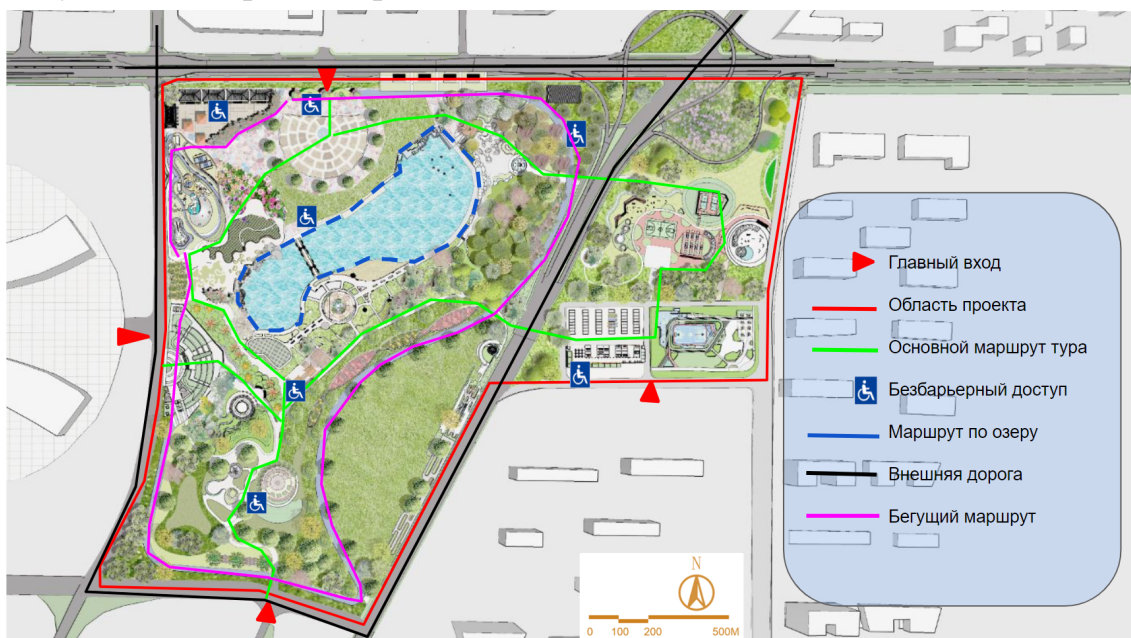 Главный вход
Область проекта
Основной маршрут тура
Безбарьерный доступ
Маршрут по озеру
Внешняя дорога
Бегущий маршрут
N
0 100 200 500M